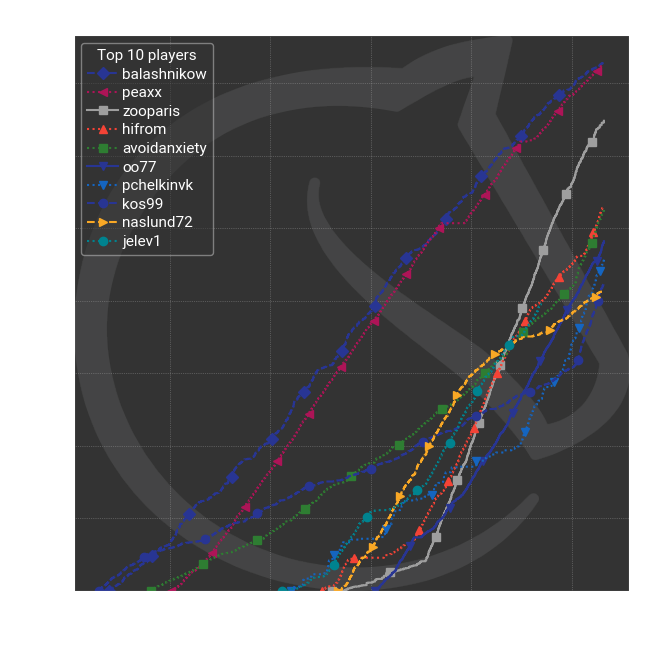 Top 10 players
balashnikow
peaxx
zooparis
hifrom
avoidanxiety
oo77
pchelkinvk
kos99
naslund72
jelev1